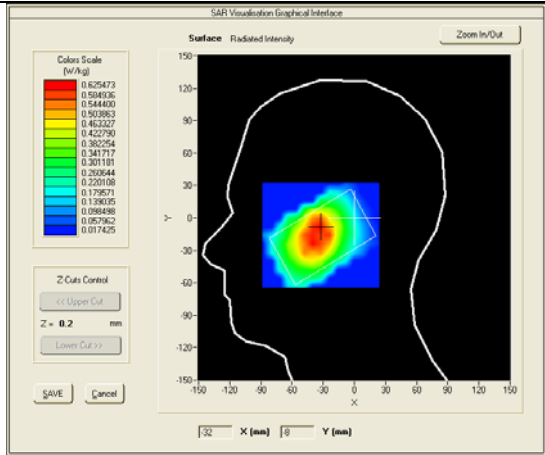 SAR Visualisation Graphical Interface
Surface Radiated Intensity
Zoom In/Out
Colors Scale
(W/kg)
0.625473
0.584936
0.544400
0.503863
0.463327
0.422790
0.382254
0.341717
0.301181
0.260644
0.220108
0.179571
0.139035
0.098498
0.057962
0.017425
Z-Cuts Control
<< Upper Cut
Z = 0.2 mm
Lower Cut >>
SAVE Cancel
150
120
90
60
30
0
-30
-60
-90
-120
-150
Y
-150 -120 -90 -60 -30 0 30 60 90 120 150
X
-32 X (mm) -8 Y (mm)